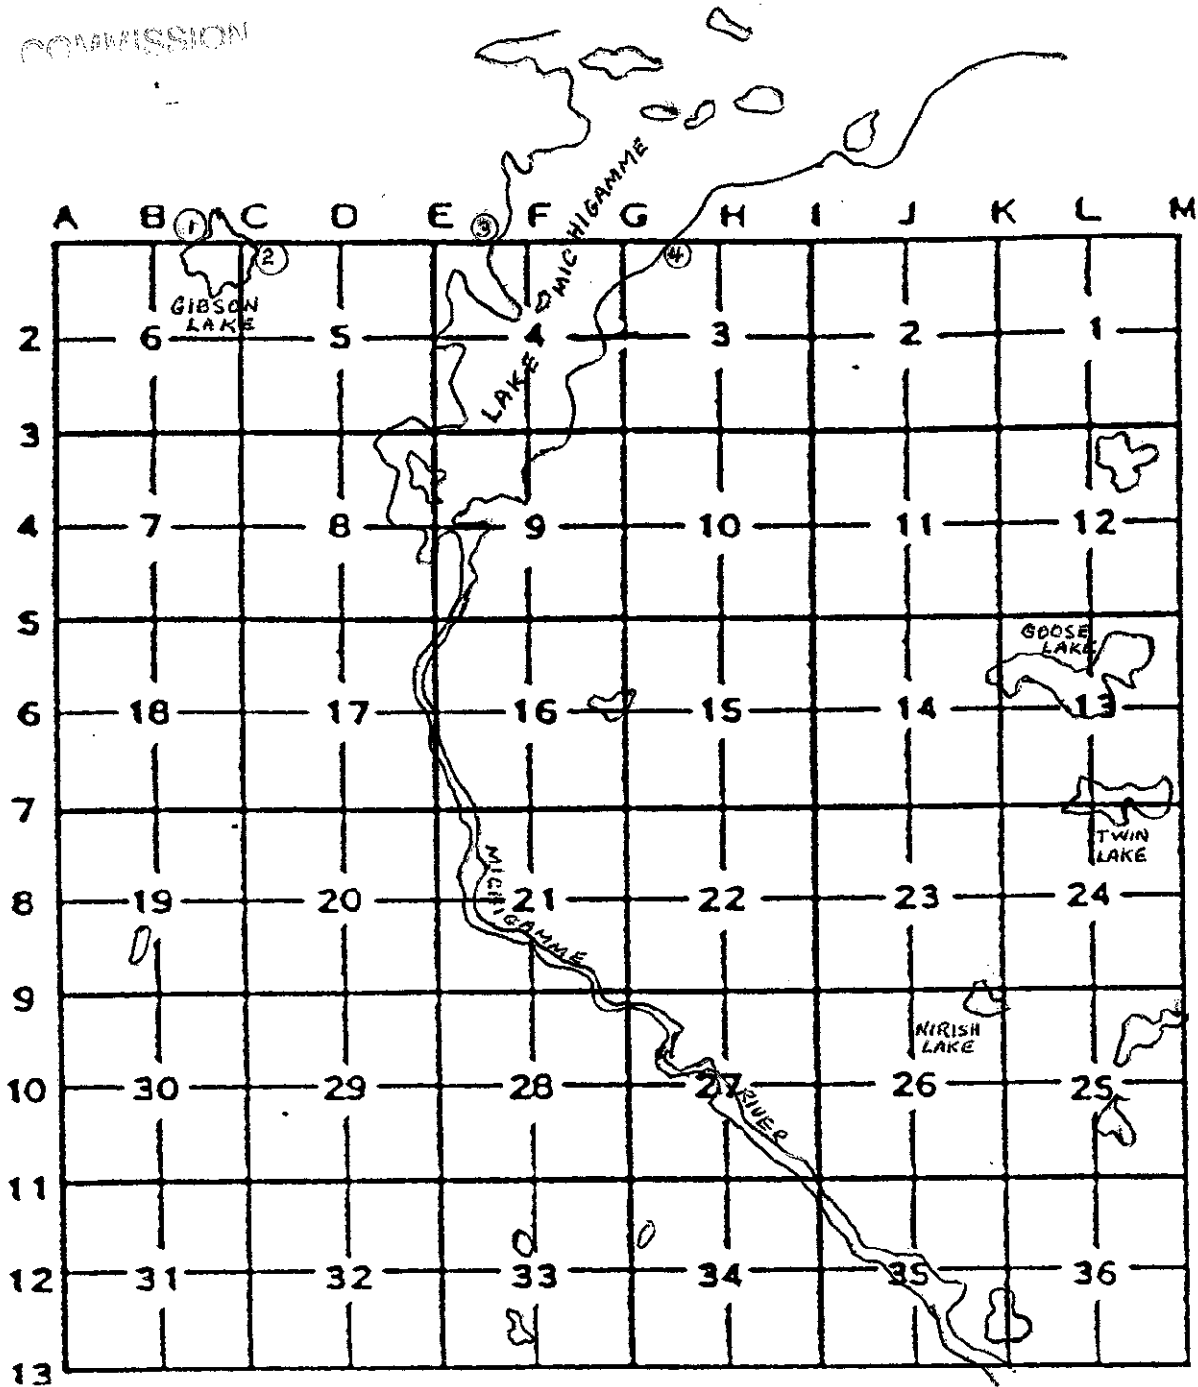 COMMISSION
MICHIGAMME
A B 1 C D E 3 F G H I J K L M
2 4
GIBSON
LAKE
2 6 5 4 3 2 1
LAKE
3
4 7 8 9 10 11 12
5
GOOSE
LAKE
6 18 17 16 15 14 13
7
TWIN
LAKE
8 19 20 21 22 23 24
MICHIGAMME
9
NIRISH
LAKE
10 30 29 28 27 26 25
RIVER
11
12 31 32 33 34 35 36
13